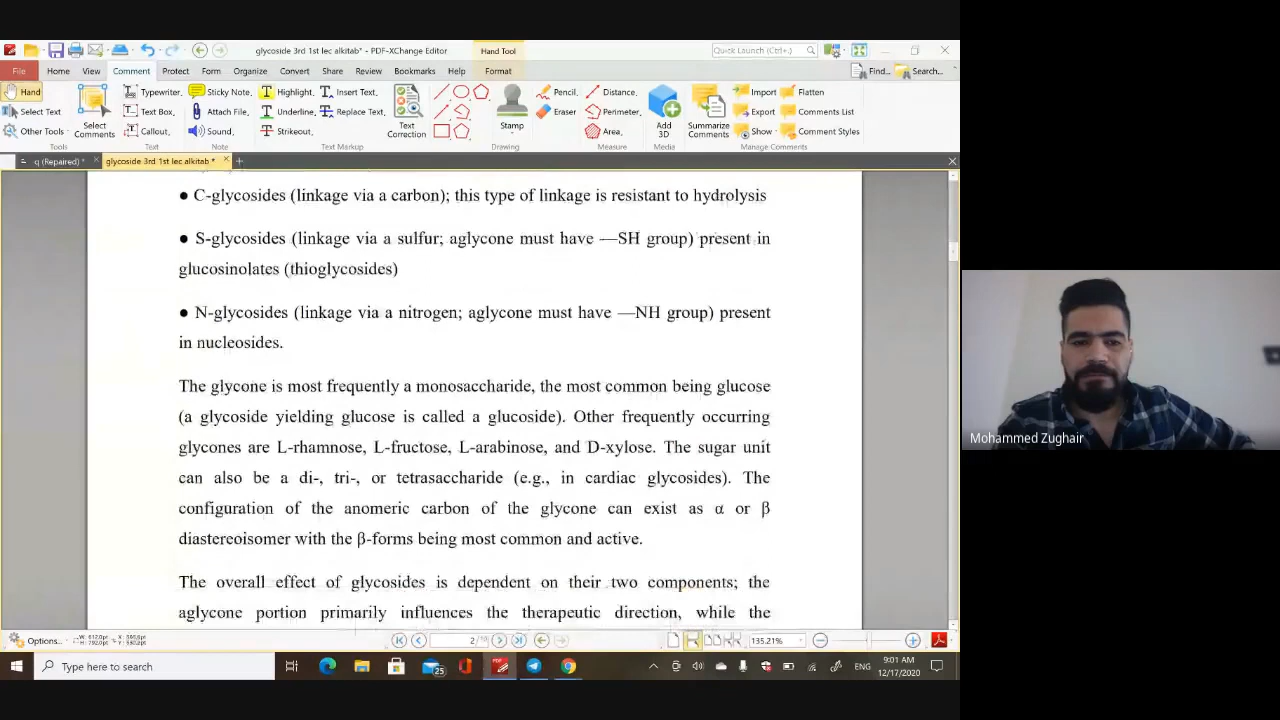 glycoside 3rd 1st lec alkitab* - PDF-XChange Editor
Hand Tool
Quick Launch (Ctrl+.)
File Home View Comment Protect Form Organize Convert Share Review Bookmarks Help Format Find... Search...
Hand
Select Text
Other Tools
Tools
Select Comments
Typewriter
Text Box
Callout
Text
Sticky Note
Attach File
Sound
Note
Highlight
Underline
Strikeout
Insert Text
Replace Text
Text Markup
Text Correction
Stamp
Pencil
Eraser
Drawing
Distance
Perimeter
Area
Measure
Add 3D
Media
Summarize Comments
Import
Export
Show
Flatten
Comments List
Comment Styles
Manage Comments
q (Repaired) *
glycoside 3rd 1st lec alkitab *
● C-glycosides (linkage via a carbon); this type of linkage is resistant to hydrolysis
● S-glycosides (linkage via a sulfur; aglycone must have —SH group) present in
glucosinolates (thioglycosides)
● N-glycosides (linkage via a nitrogen; aglycone must have —NH group) present
in nucleosides.
The glycone is most frequently a monosaccharide, the most common being glucose
(a glycoside yielding glucose is called a glucoside). Other frequently occurring
glycones are L-rhamnose, L-fructose, L-arabinose, and D-xylose. The sugar unit
can also be a di-, tri-, or tetrasaccharide (e.g., in cardiac glycosides). The
configuration of the anomeric carbon of the glycone can exist as α or β
diastereoisomer with the β-forms being most common and active.
The overall effect of glycosides is dependent on their two components; the
aglycone portion primarily influences the therapeutic direction, while the
Mohammed Zughair
Options...
135.21%
Type here to search
25
ENG
9:01 AM
12/17/2020